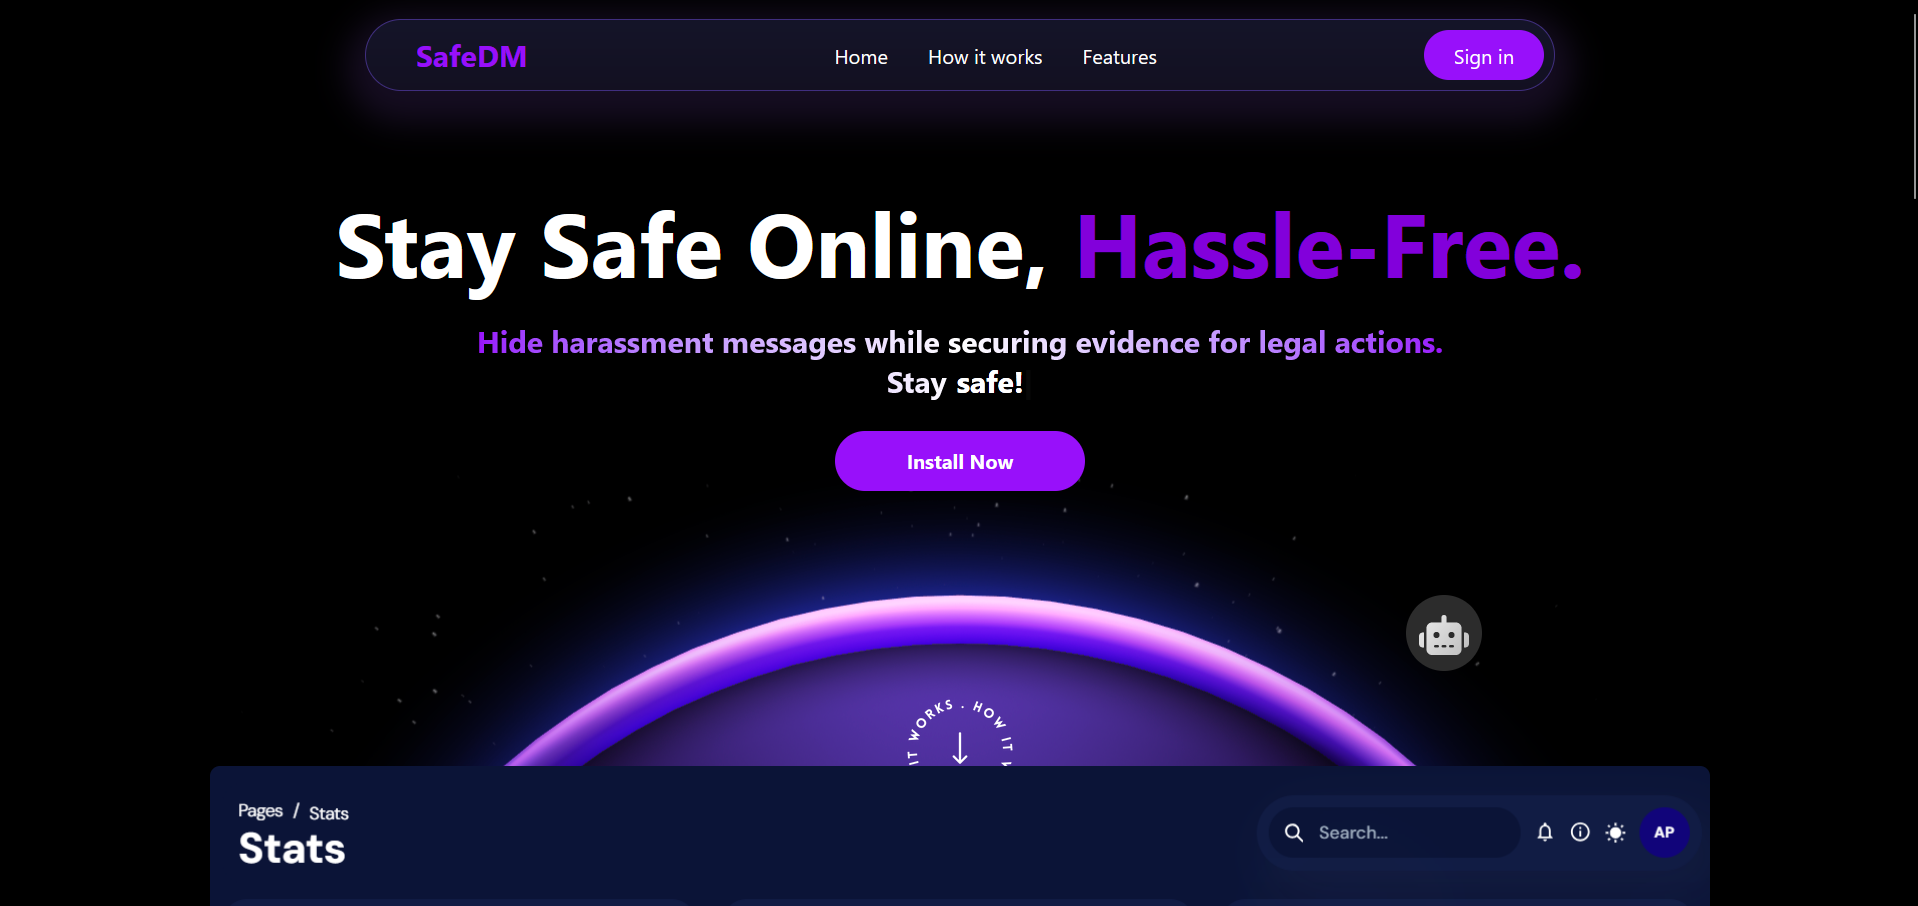 SafeDM
Home How it works Features
Sign in
Stay Safe Online, Hassle-Free.
Hide harassment messages while securing evidence for legal actions.
Stay safe!
Install Now
IT WORKS . HOW IT
Pages / Stats
Stats
Search...
AP